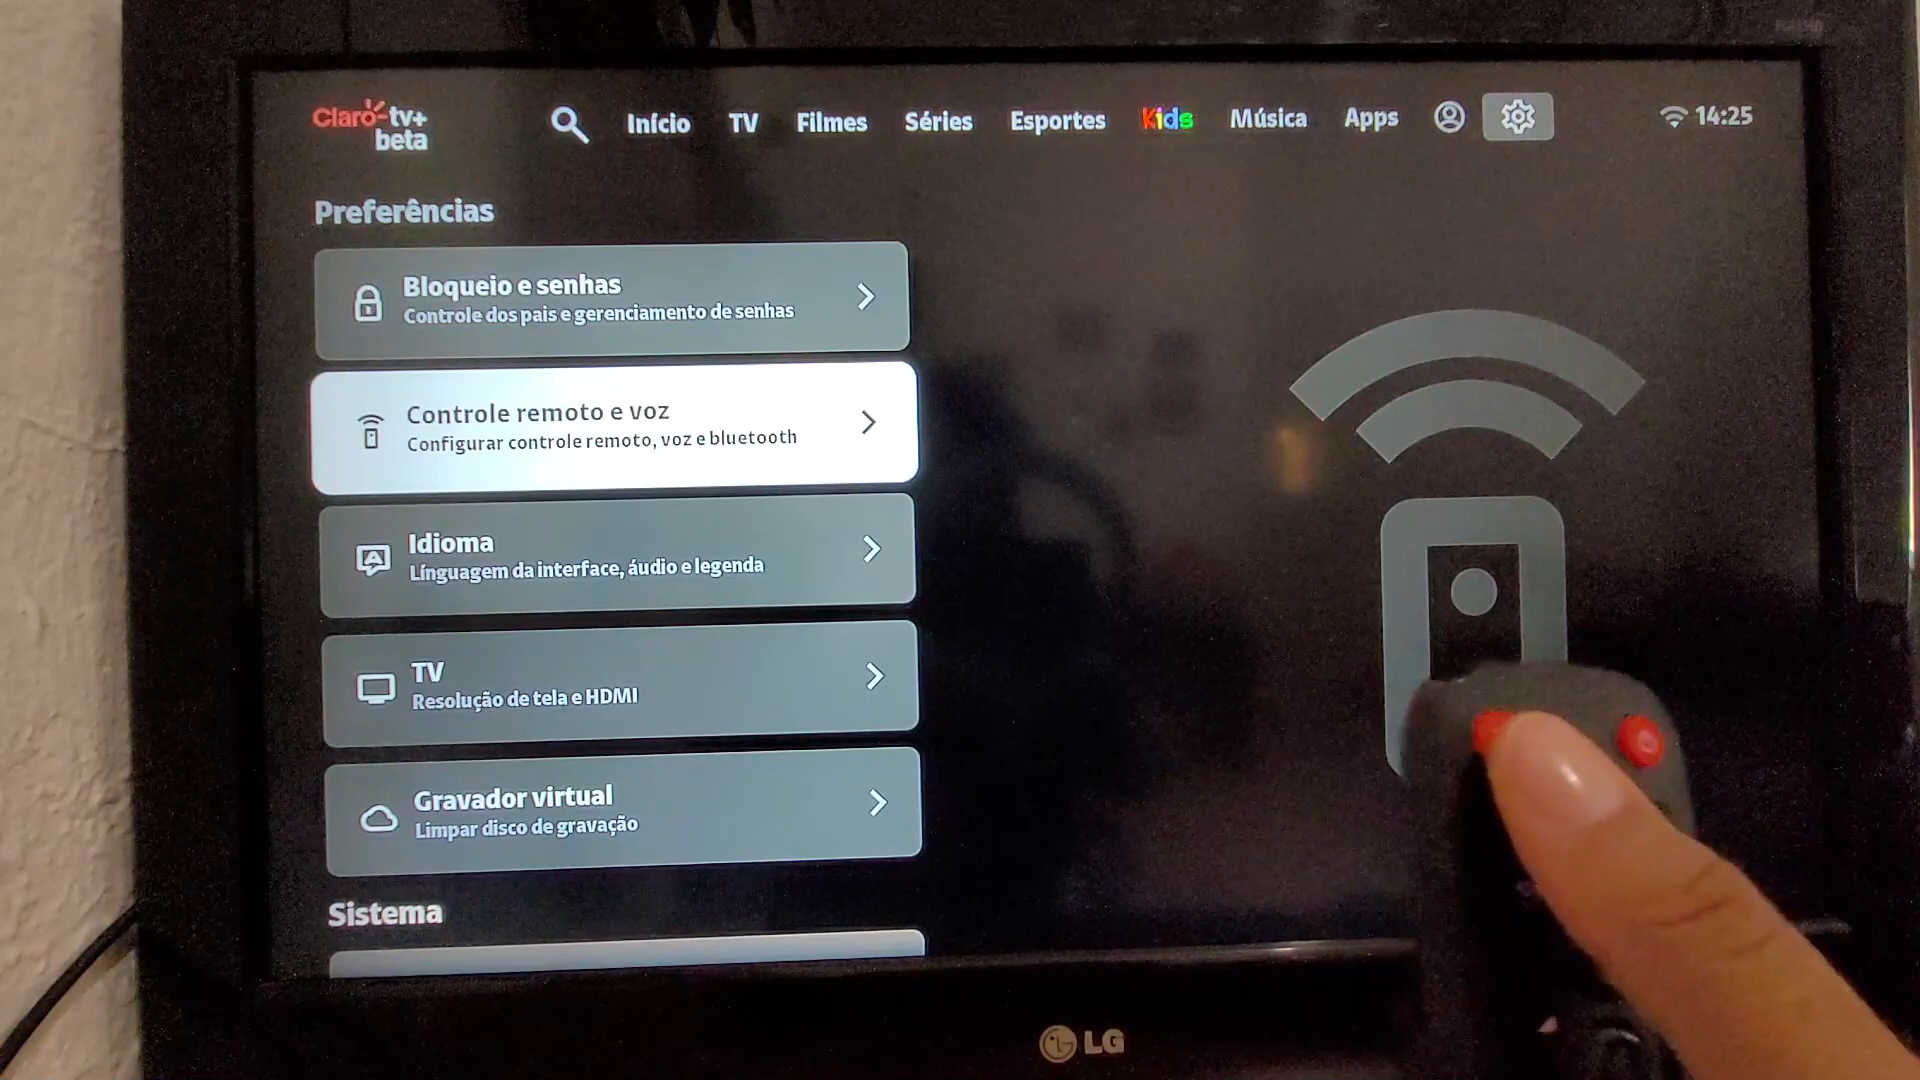 Claro-tv+
beta
Início TV Filmes Séries Esportes Kids Música Apps
14:25
Preferências
Bloqueio e senhas
Controle dos pais e gerenciamento de senhas
Controle remoto e voz
Configurar controle remoto, voz e bluetooth
Idioma
Línguagem da interface, áudio e legenda
TV
Resolução de tela e HDMI
Gravador virtual
Limpar disco de gravação
Sistema
LG